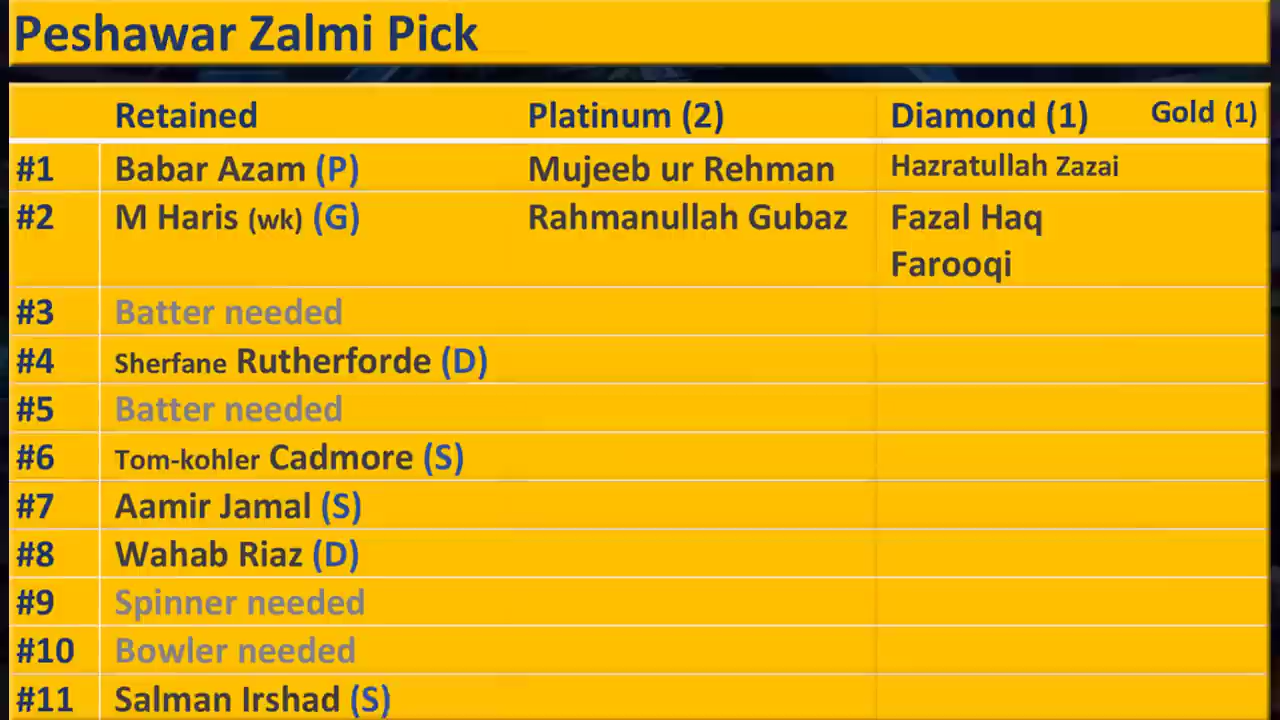 Peshawar Zalmi Pick
Retained Platinum (2) Diamond (1) Gold (1)
#1 Babar Azam (P) Mujeeb ur Rehman Hazratullah Zazai
#2 M Haris (wk) (G) Rahmanullah Gubaz Fazal Haq
Farooqi
#3 Batter needed
#4 Sherfane Rutherforde (D)
#5 Batter needed
#6 Tom-kohler Cadmore (S)
#7 Aamir Jamal (S)
#8 Wahab Riaz (D)
#9 Spinner needed
#10 Bowler needed
#11 Salman Irshad (S)